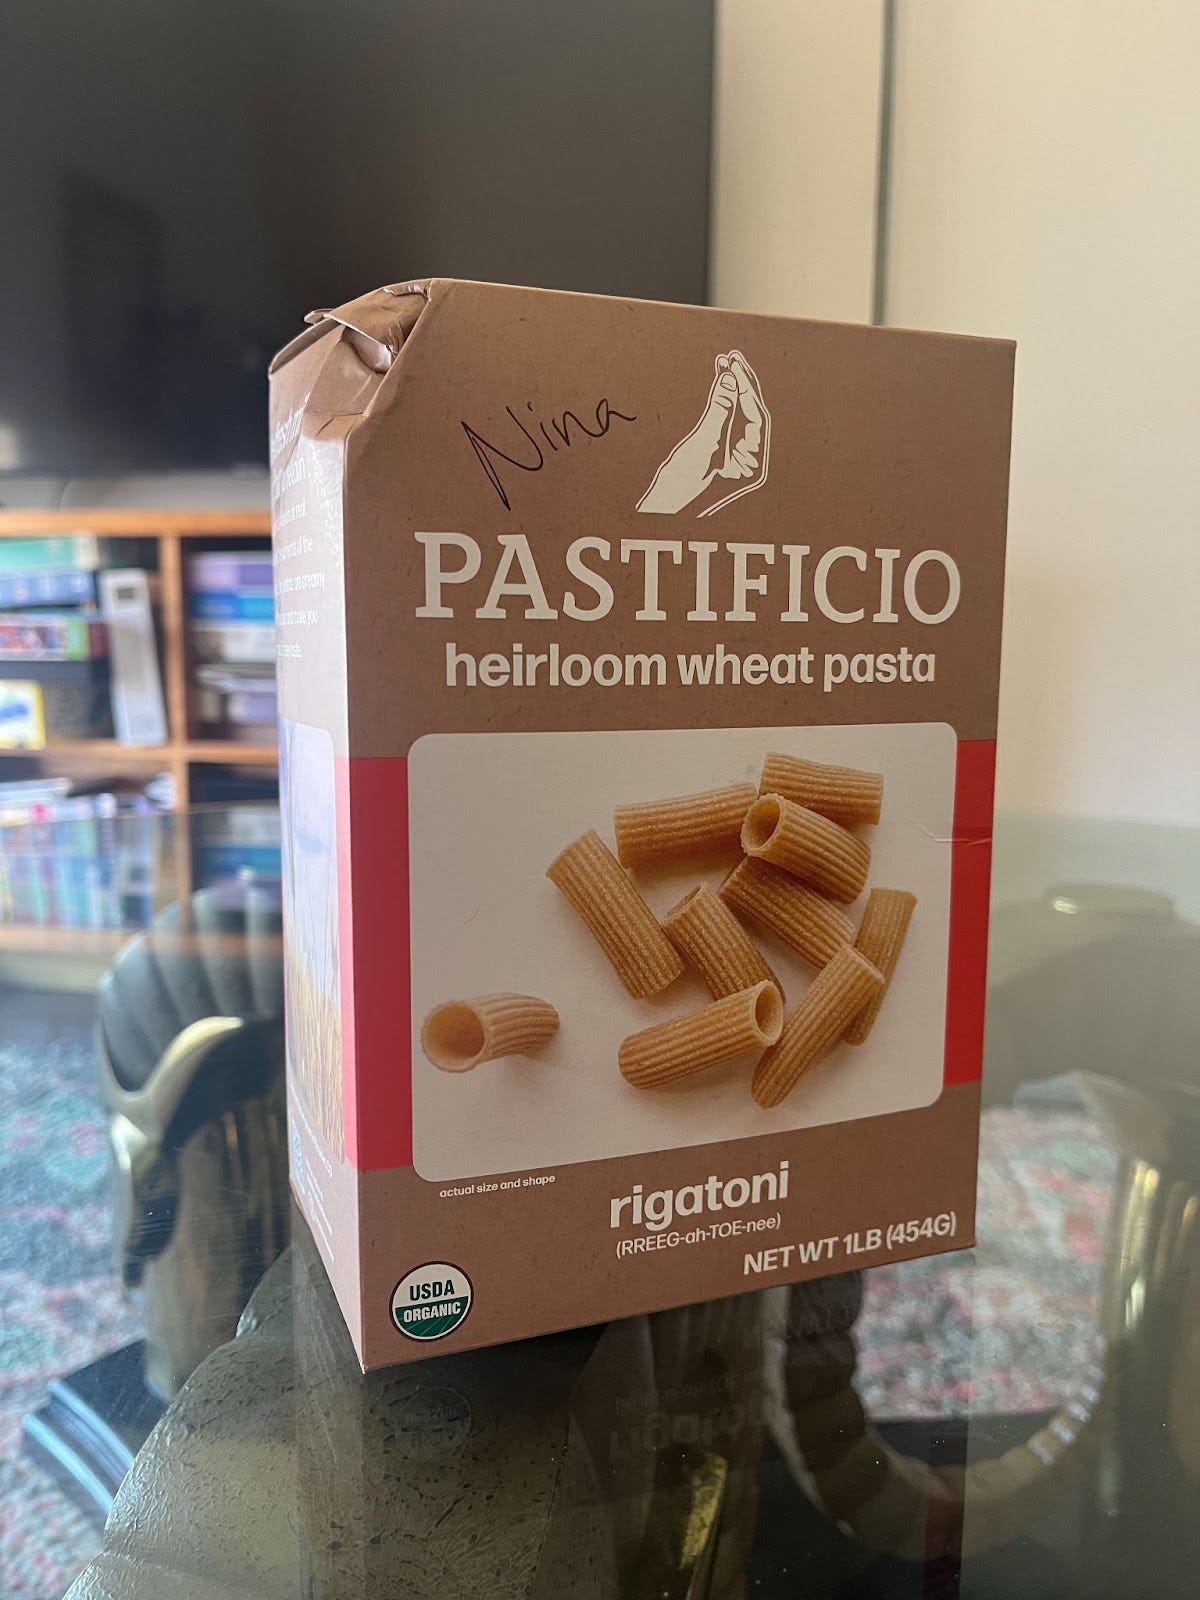 Nina
PASTIFICIO
heirloom wheat pasta
actual size and shape
rigatoni
(RREEG-ah-TOE-nee)
NET WT 1LB (454G)
USDA
ORGANIC